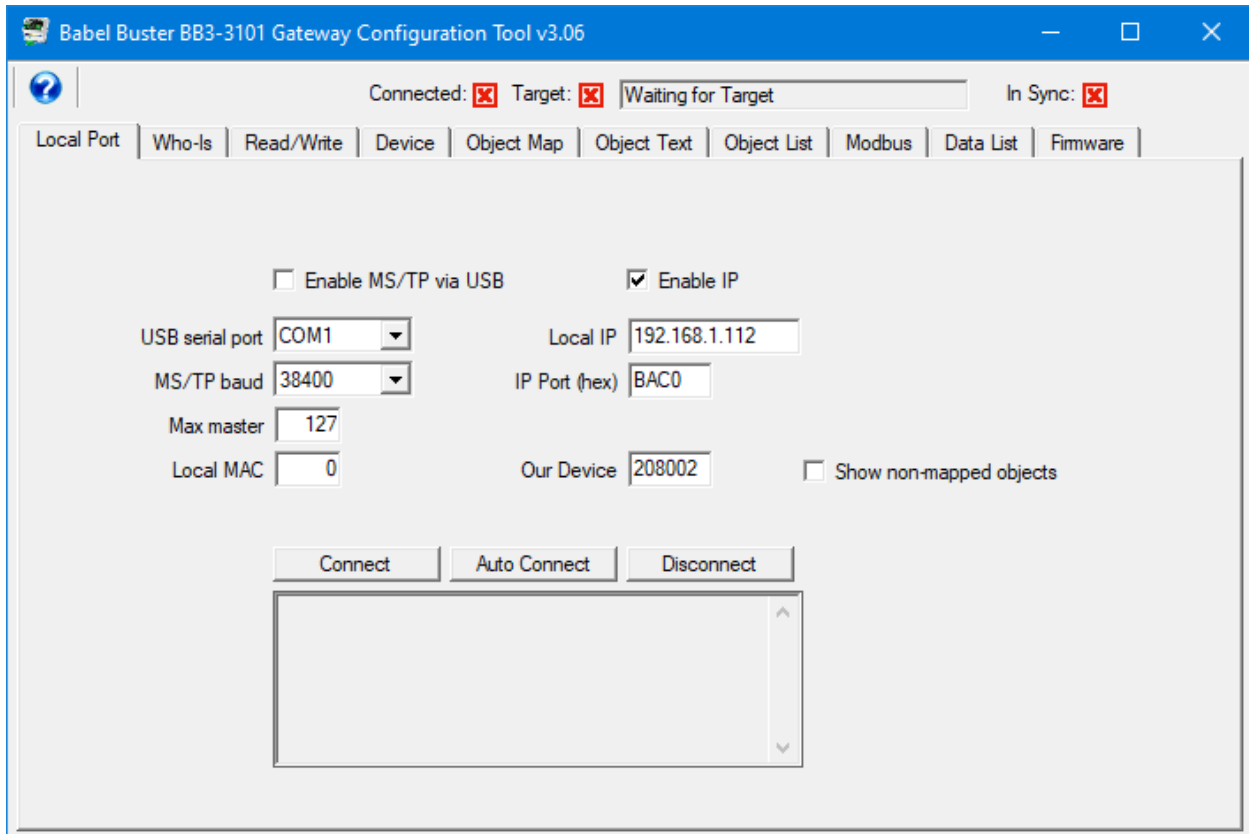 Babel Buster BB3-3101 Gateway Configuration Tool v3.06
Connected: Target: Waiting for Target In Sync:
Local Port Who-Is Read/Write Device Object Map Object Text Object List Modbus Data List Firmware
Enable MS/TP via USB Enable IP
USB serial port COM1 Local IP 192.168.1.112
MS/TP baud 38400 IP Port (hex) BAC0
Max master 127
Local MAC 0 Our Device 208002 Show non-mapped objects
Connect Auto Connect Disconnect